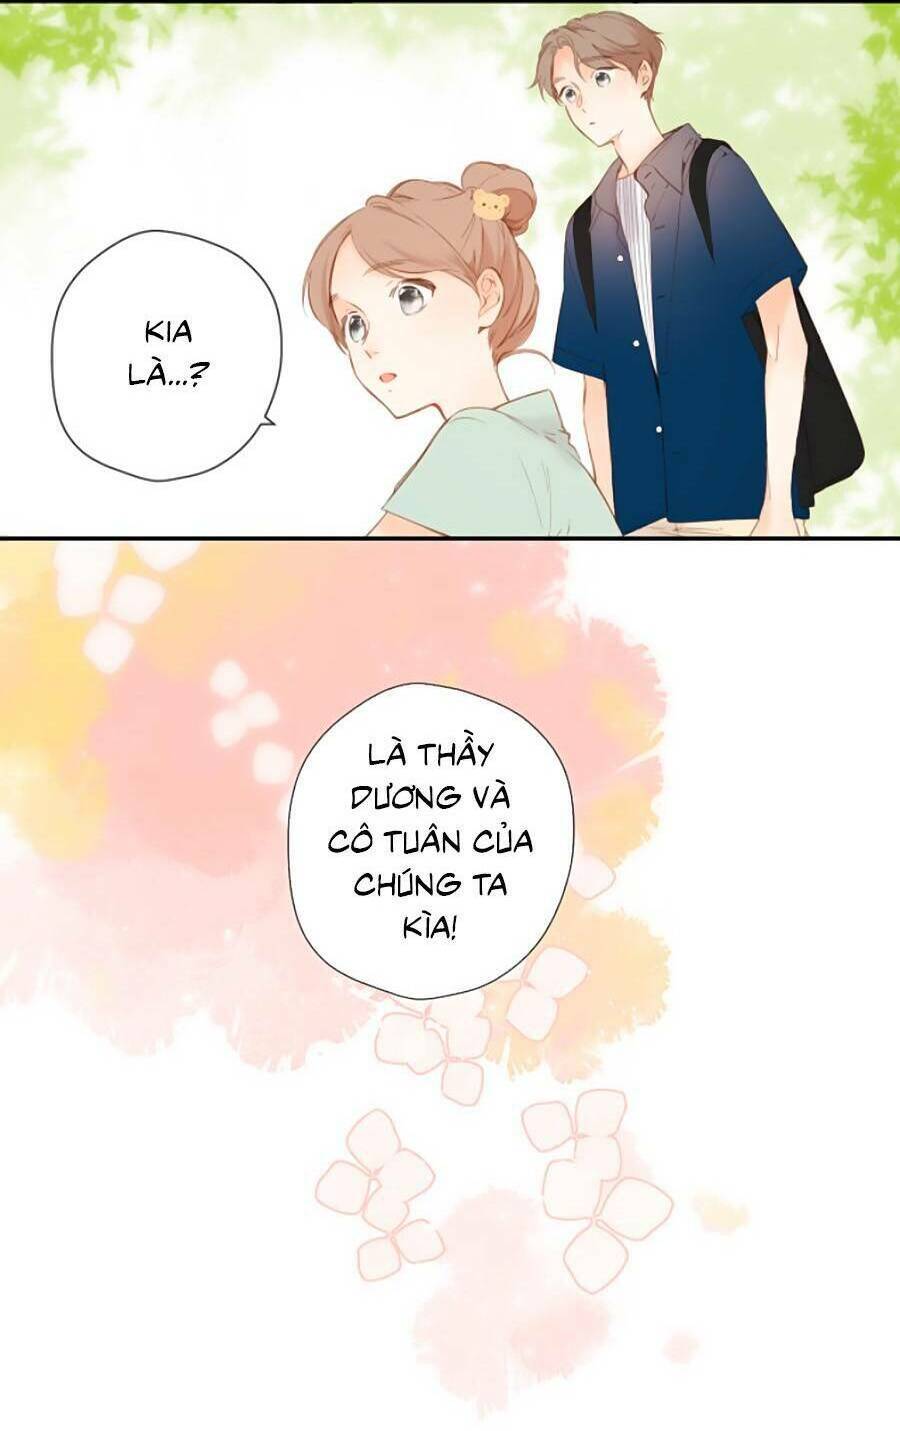 KIA
LÀ...?
LÀ THẦY
DƯƠNG VÀ
CÔ TUÂN CỦA
CHÚNG TA
KÌA!